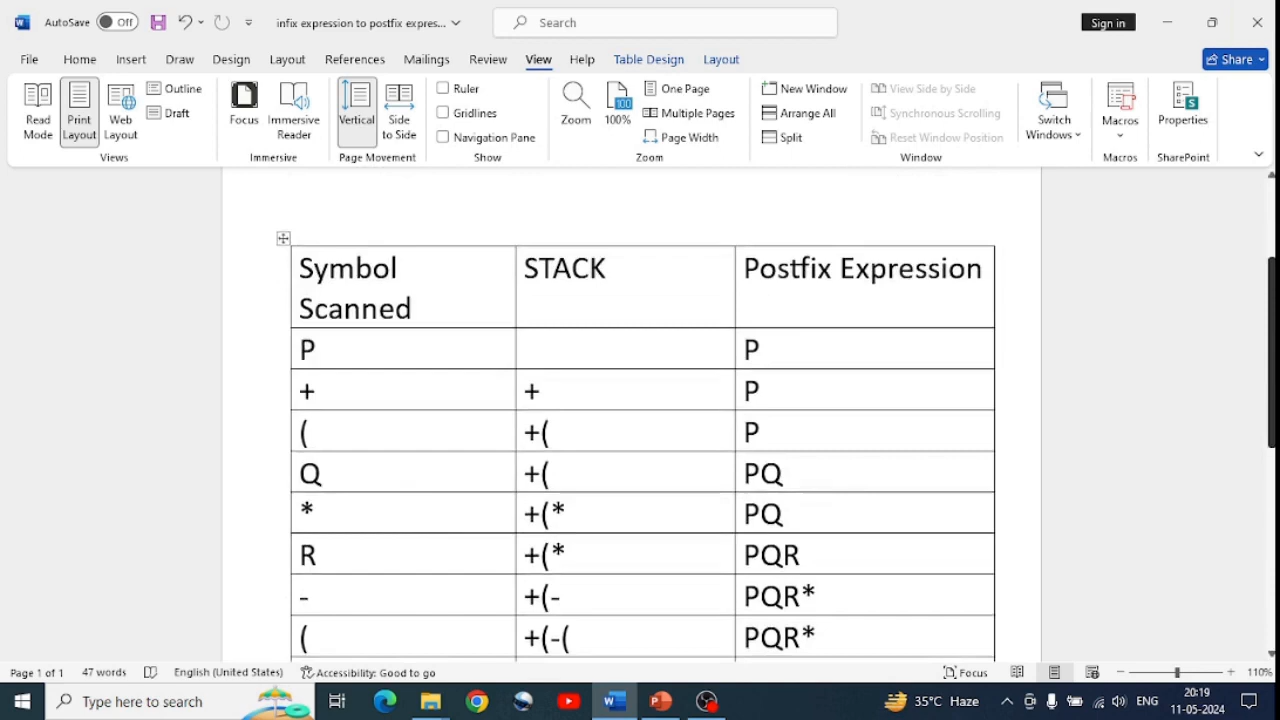 AutoSave Off infix expression to postfix expres... Search Sign in
File Home Insert Draw Design Layout References Mailings Review View Help Table Design Layout Share
Read Mode
Print Layout
Web Layout
Outline
Draft
Views
Focus
Immersive Reader
Immersive
Vertical
Side to Side
Page Movement
Ruler
Gridlines
Navigation Pane
Show
Zoom
100
100%
One Page
Multiple Pages
Page Width
Zoom
New Window
Arrange All
Split
View Side by Side
Synchronous Scrolling
Reset Window Position
Switch Windows
Window
Macros
Macros
Properties
SharePoint
Symbol Scanned STACK Postfix Expression
P P
+ + P
( +( P
Q +( PQ
* +(* PQ
R +(* PQR
- +(- PQR*
( +(-( PQR*
Page 1 of 1 47 words English (United States) Accessibility: Good to go Focus 110%
Type here to search 35°C Haze ENG 20:19
11-05-2024